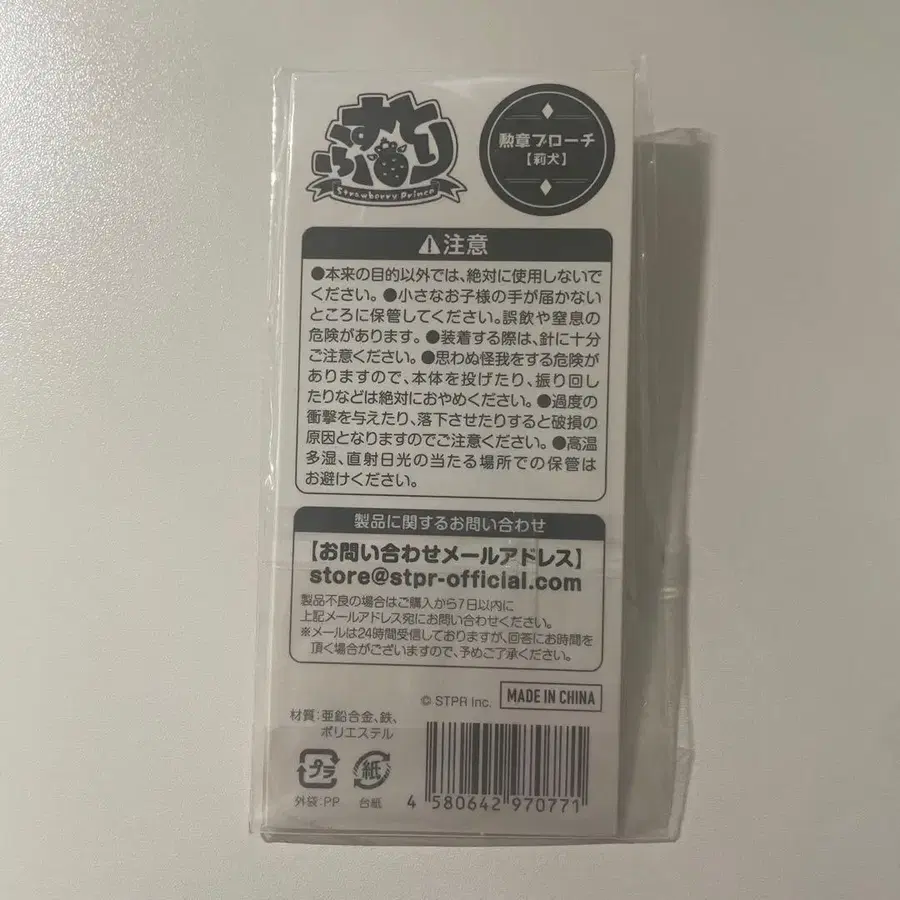 すとぷり
Strawberry Prince
勲章ブローチ
【莉犬】
注意
●本来の目的以外では、絶対に使用しないで
ください。●小さなお子様の手が届かない
ところに保管してください。誤飲や窒息の
危険があります。●装着する際は、針に十分
ご注意ください。●思わぬ怪我をする危険が
ありますので、本体を投げたり、振り回し
たりなどは絶対におやめください。●過度の
衝撃を与えたり、落下させたりすると破損の
原因となりますのでご注意ください。●高温
多湿、直射日光の当たる場所での保管は
お避けください。
製品に関するお問い合わせ
【お問い合わせメールアドレス】
store@stpr-official.com
製品不良の場合はご購入から7日以内に
上記メールアドレス宛にお問い合わせください。
※メールは24時間受信しておりますが、回答にお時間を
頂く場合がございますので、予めご了承ください。
© STPR Inc.
MADE IN CHINA
材質:亜鉛合金、鉄、
ポリエステル
プラ
紙
外袋:PP
台紙
4 580642 970771